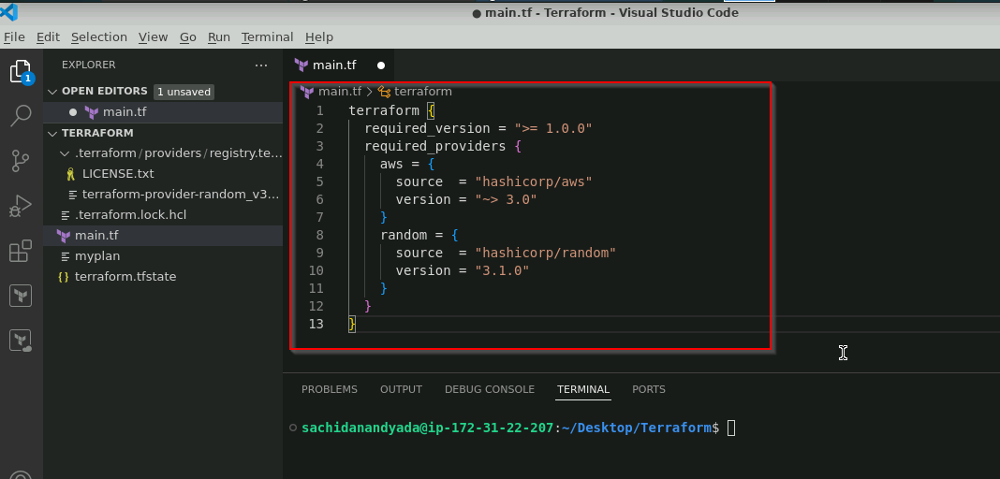 ● main.tf - Terraform - Visual Studio Code
File Edit Selection View Go Run Terminal Help
EXPLORER ...
OPEN EDITORS 1 unsaved
● main.tf
TERRAFORM
.terraform / providers / registry.te...
LICENSE.txt
terraform-provider-random_v3...
.terraform.lock.hcl
main.tf
myplan
terraform.tfstate
1
main.tf ●
main.tf > terraform
1 terraform {
2   required_version = ">= 1.0.0"
3   required_providers {
4     aws = {
5       source  = "hashicorp/aws"
6       version = "~> 3.0"
7     }
8     random = {
9       source  = "hashicorp/random"
10       version = "3.1.0"
11     }
12   }
13 }
PROBLEMS OUTPUT DEBUG CONSOLE TERMINAL PORTS
sachidanandyada@ip-172-31-22-207:~/Desktop/Terraform$